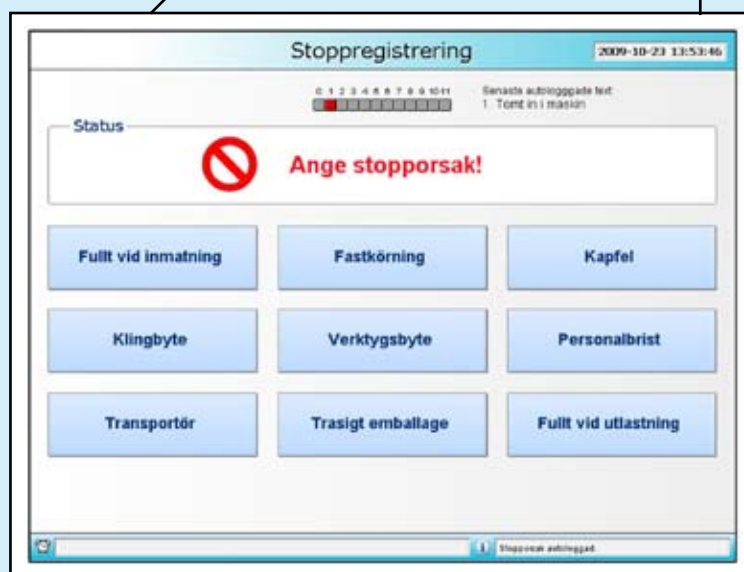 Stoppregistrering
2009-10-23 13:53:46
0 1 2 3 4 5 6 7 8 9 10 11
Senaste autologgade text
1. Tomt in i maskin
Status
Ange stopporsak!
Fullt vid inmatning
Fastkörning
Kapfel
Klingbyte
Verktygsbyte
Personalbrist
Transportör
Trasigt emballage
Fullt vid utlastning
Stopporsak autologgad.